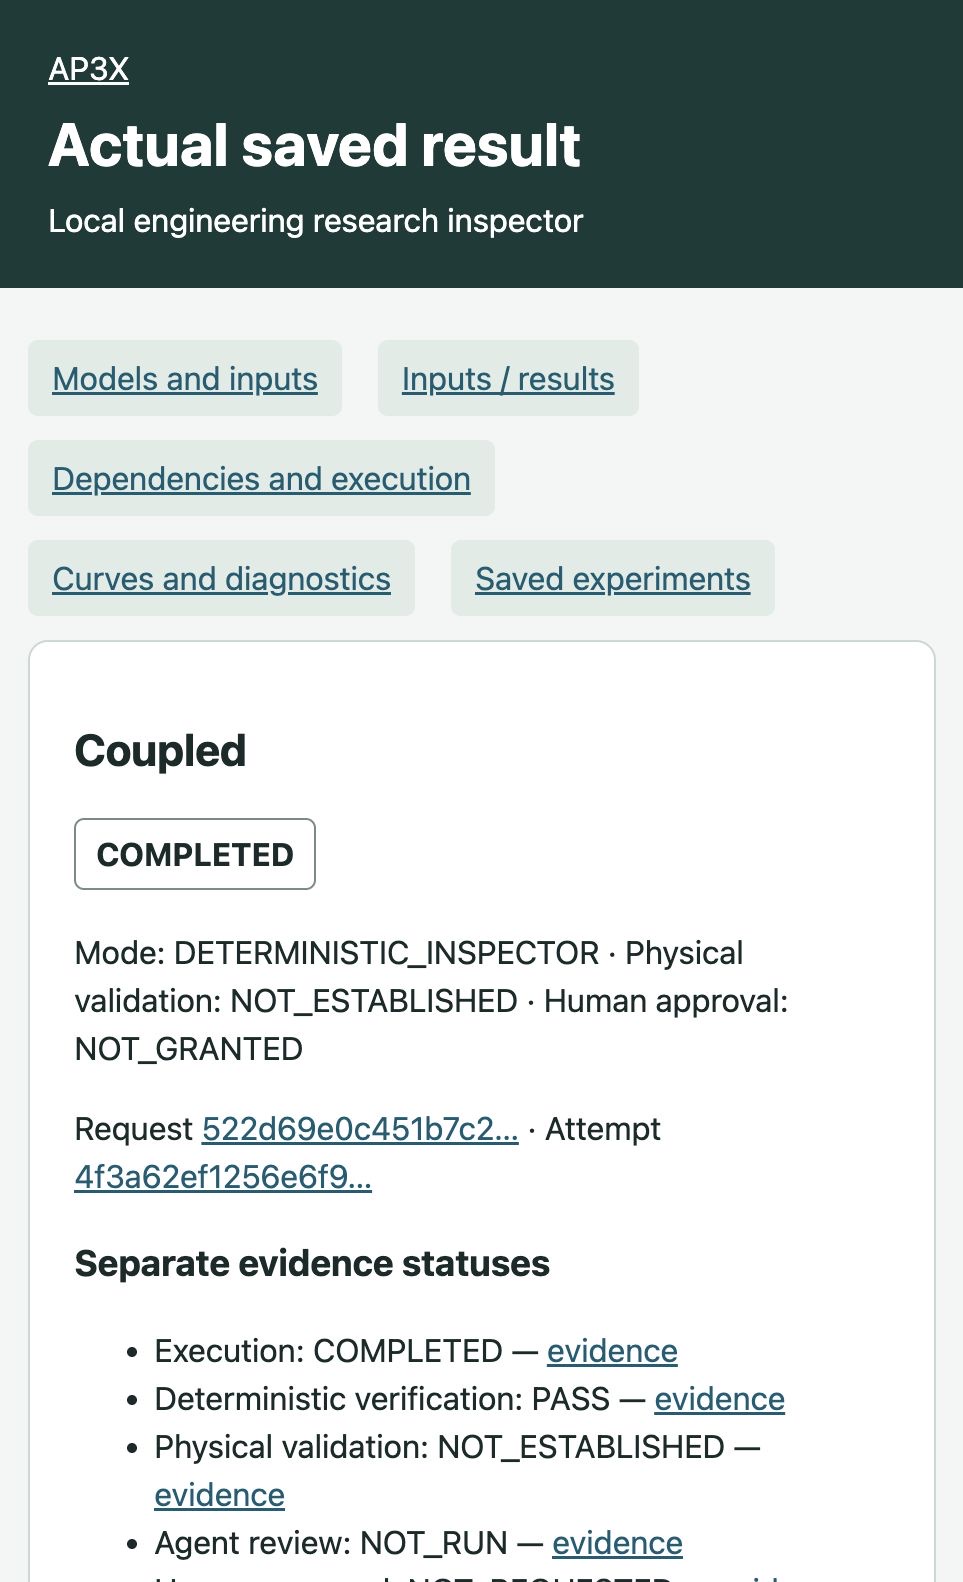 AP3X
Actual saved result
Local engineering research inspector
Models and inputs
Inputs / results
Dependencies and execution
Curves and diagnostics
Saved experiments
Coupled
COMPLETED
Mode: DETERMINISTIC_INSPECTOR · Physical
validation: NOT_ESTABLISHED · Human approval:
NOT_GRANTED
Request 522d69e0c451b7c2... · Attempt
4f3a62ef1256e6f9...
Separate evidence statuses
• Execution: COMPLETED — evidence
• Deterministic verification: PASS — evidence
• Physical validation: NOT_ESTABLISHED —
evidence
• Agent review: NOT_RUN — evidence